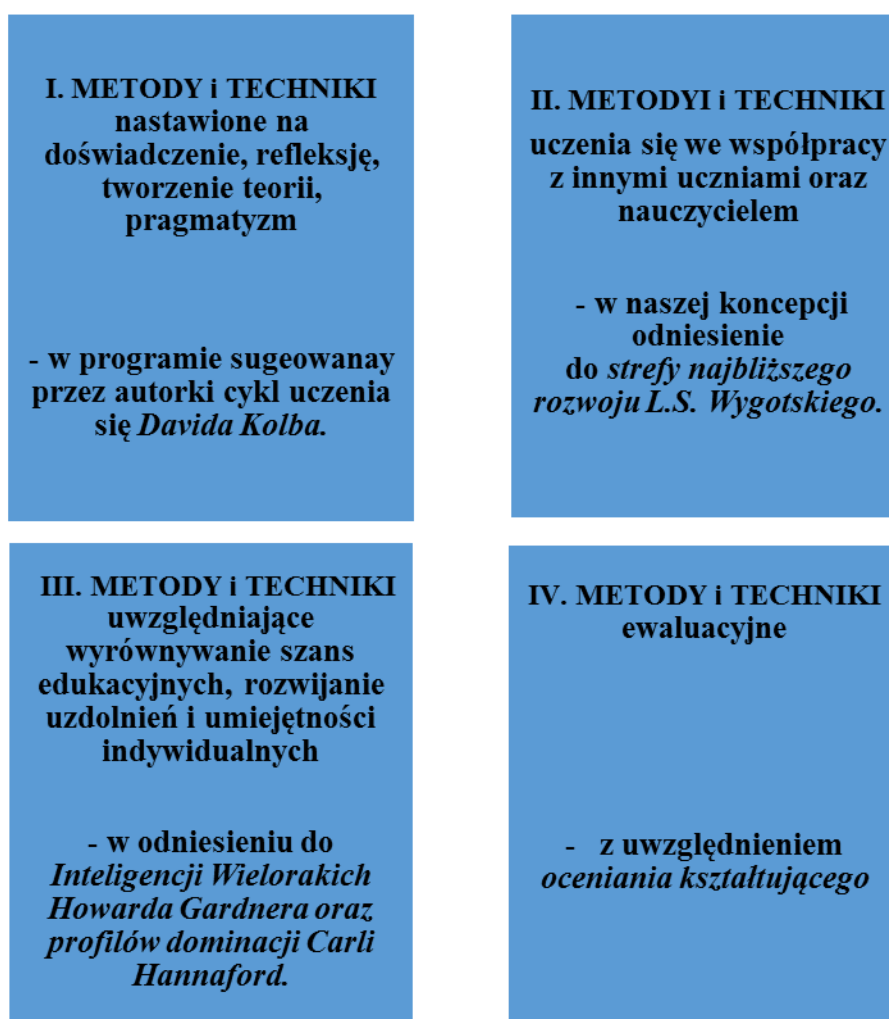 I. METODY i TECHNIKI
nastawione na
doświadczenie, refleksję,
tworzenie teorii,
pragmatyzm
- w programie sugeowanay
przez autorki cykl uczenia
się Davida Kolba.
II. METODYI i TECHNIKI
uczenia się we współpracy
z innymi uczniami oraz
nauczycielem
- w naszej koncepcji
odniesienie
do strefy najbliższego
rozwoju L.S. Wygotskiego.
III. METODY i TECHNIKI
uwzględniające
wyrównywanie szans
edukacyjnych, rozwijanie
uzdolnień i umiejętności
indywidualnych
- w odniesieniu do
Inteligencji Wielorakich
Howarda Gardnera oraz
profilów dominacji Carli
Hannaford.
IV. METODY i TECHNIKI
ewaluacyjne
- z uwzględnieniem
oceniania kształtującego